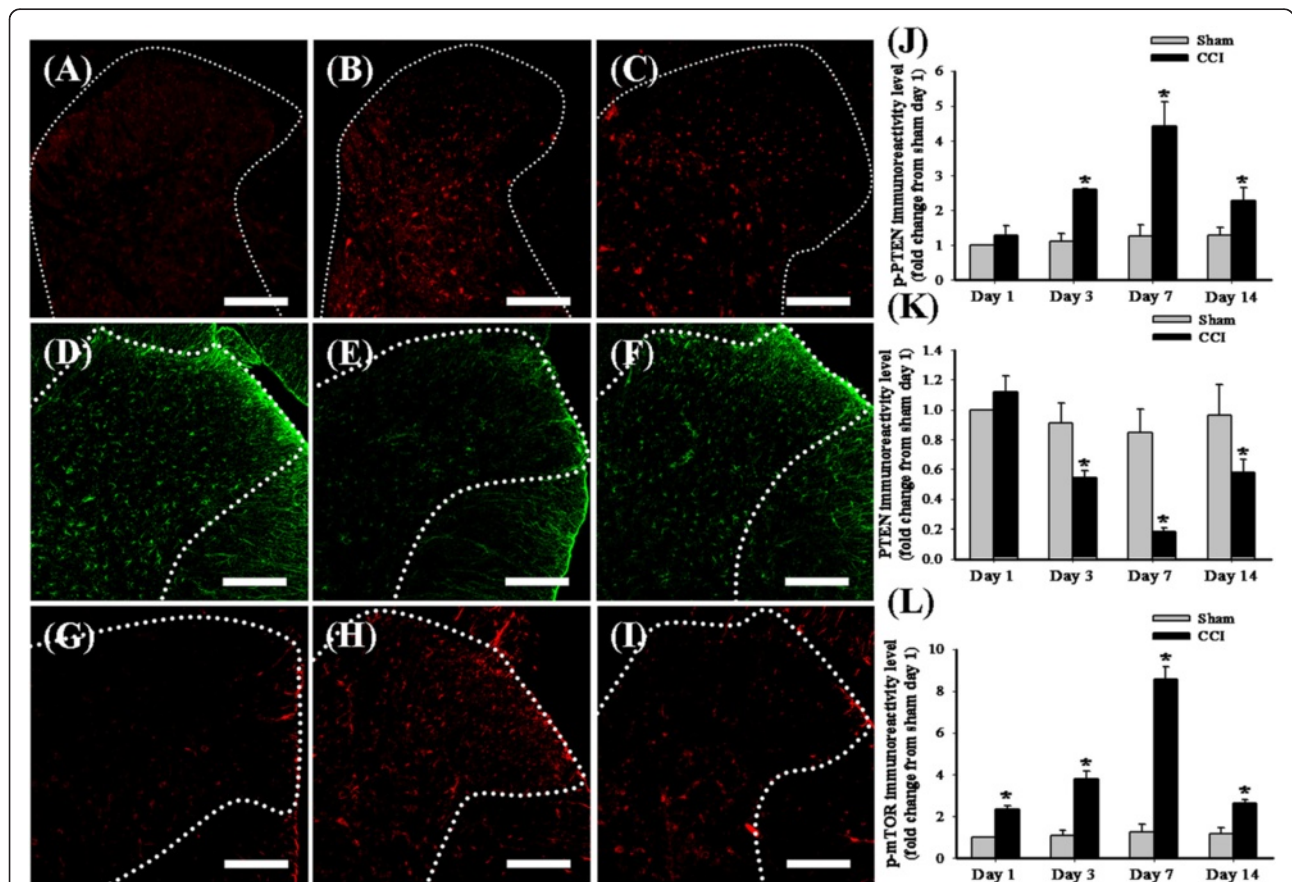 (A)
(B)
(C)
(D)
(E)
(F)
(G)
(H)
(I)
(J)
Sham
CCI
p-PTEN immunoreactivity level
(fold change from sham day 1)
6
5
4
3
2
1
0
*
*
*
Day 1 Day 3 Day 7 Day 14
(K)
Sham
CCI
PTEN immunoreactivity level
(fold change from sham day 1)
1.4
1.2
1.0
0.8
0.6
0.4
0.2
0.0
*
*
*
Day 1 Day 3 Day 7 Day 14
(L)
Sham
CCI
p-mTOR immunoreactivity level
(fold change from sham day 1)
10
8
6
4
2
0
*
*
*
*
Day 1 Day 3 Day 7 Day 14